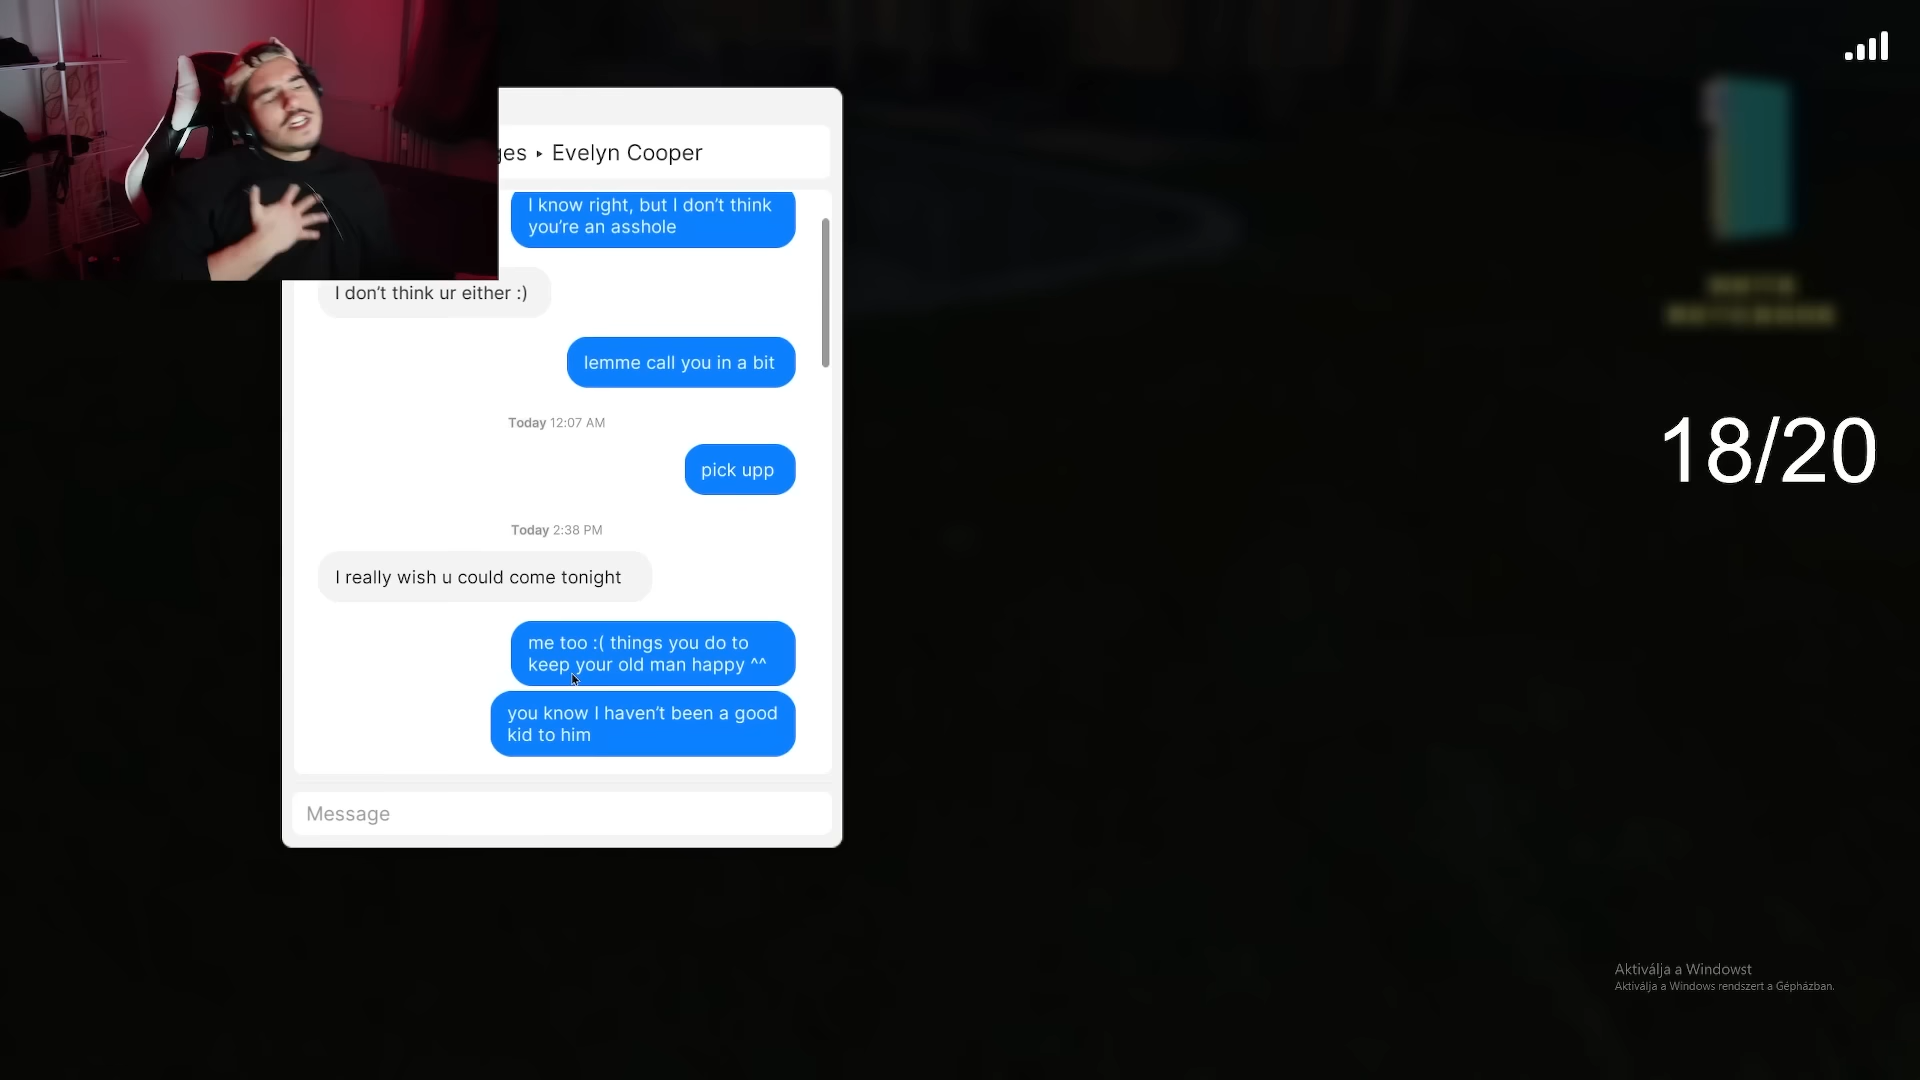 Evelyn Cooper
I know right, but I don't think
you're an asshole
I don't think ur either :)
lemme call you in a bit
Today 12:07 AM
pick upp
Today 2:38 PM
I really wish u could come tonight
me too :( things you do to
keep your old man happy ^^
you know I haven't been a good
kid to him
Message
18/20
Aktiválja a Windowst
Aktiválja a Windows rendszert a Gépházban.